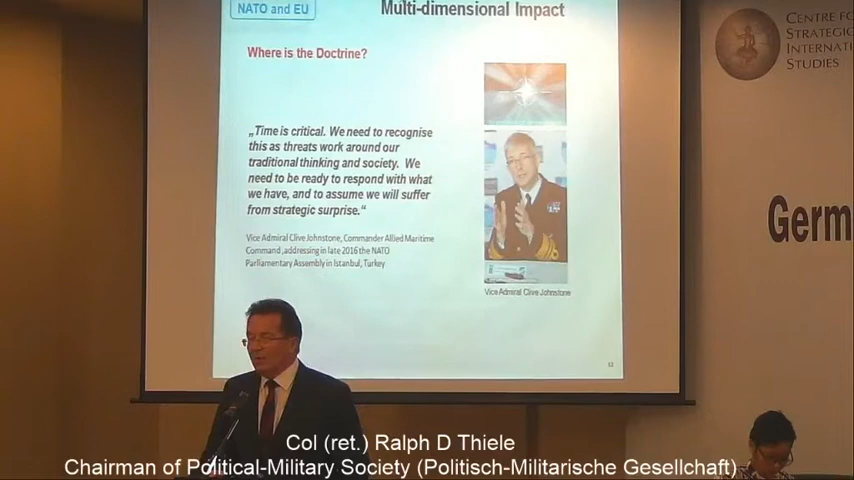 NATO and EU
Multi-dimensional Impact
Where is the Doctrine?
„Time is critical. We need to recognise
this as threats work around our
traditional thinking and society. We
need to be ready to respond with what
we have, and to assume we will suffer
from strategic surprise.“
Vice Admiral Clive Johnstone, Commander Allied Maritime
Command ,addressing in late 2016 the NATO
Parliamentary Assembly in Istanbul, Turkey
Vice Admiral Clive Johnstone
CENTRE FO
STRATEGIC
INTERNATI
STUDIES
Germ
Col (ret.) Ralph D Thiele
Chairman of Political-Military Society (Politisch-Militarische Gesellchaft)